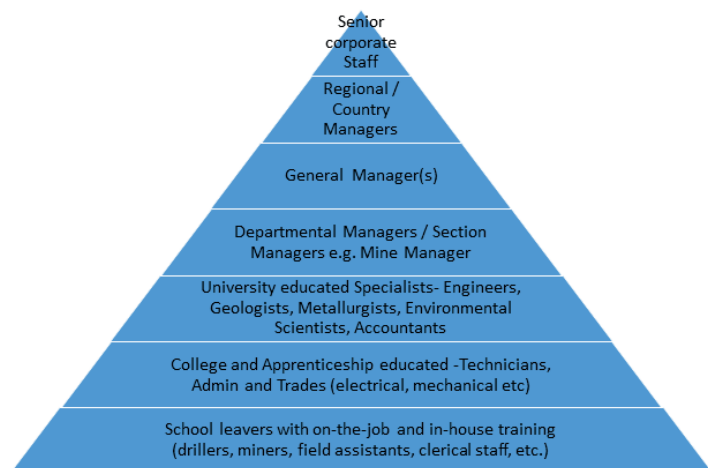 Senior
corporate
Staff
Regional /
Country
Managers
General Manager(s)
Departmental Managers / Section
Managers e.g. Mine Manager
University educated Specialists- Engineers,
Geologists, Metallurgists, Environmental
Scientists, Accountants
College and Apprenticeship educated -Technicians,
Admin and Trades (electrical, mechanical etc)
School leavers with on-the-job and in-house training
(drillers, miners, field assistants, clerical staff, etc.)